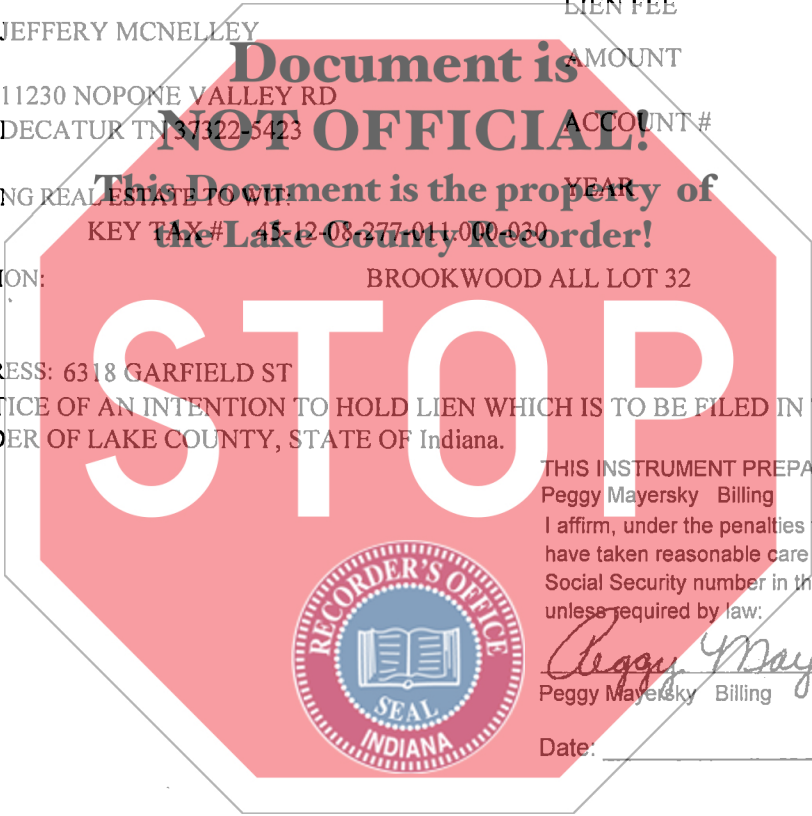 LIEN FEE
JEFFERY MCNELLEY
Document is
AMOUNT
11230 NOPONE VALLEY RD
NOT OFFICIAL!
DECATUR TN 37322-5423
ACCOUNT #
This Document is the property of
NG REAL ESTATE TO WIT:
YEAR
the Lake County Recorder!
KEY TAX # 45-12-08-277-011.000-030
ION:
BROOKWOOD ALL LOT 32
STOP
RESS: 6318 GARFIELD ST
TICE OF AN INTENTION TO HOLD LIEN WHICH IS TO BE FILED IN
DER OF LAKE COUNTY, STATE OF Indiana.
THIS INSTRUMENT PREPA
Peggy Mayersky Billing
I affirm, under the penalties
have taken reasonable care
Social Security number in th
unless required by law:
RECORDER'S OFFICE
SEAL
INDIANA
Peggy May
Peggy Mayersky Billing
Date: